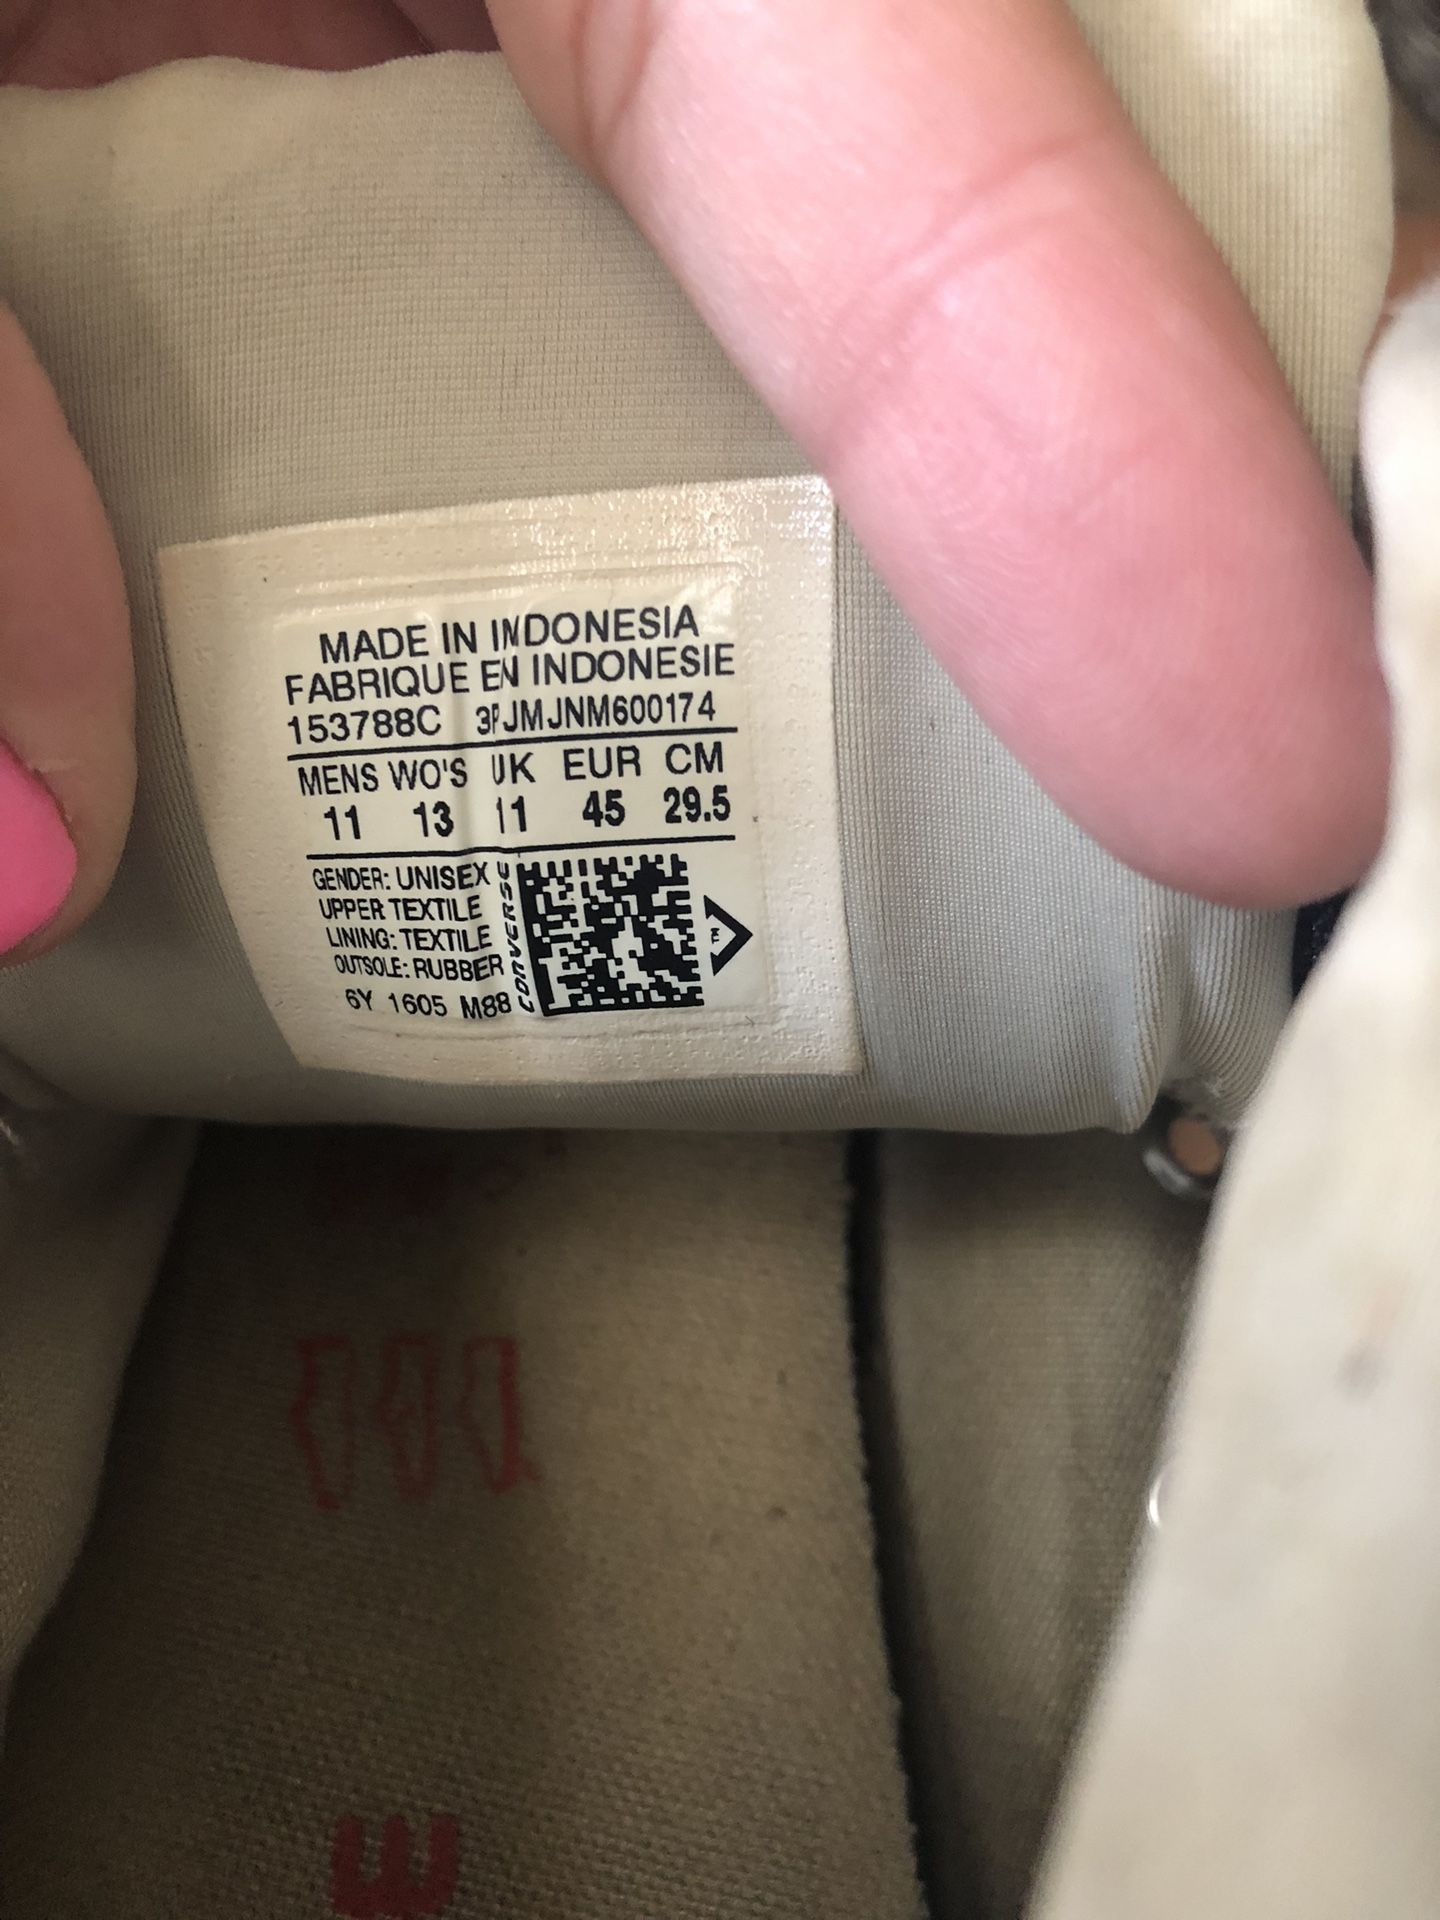 MADE IN INDONESIA
FABRIQUE EN INDONESIE
153788C 3PJMJNM600174
MENS WO'S UK EUR CM
11 13 11 45 29.5
GENDER: UNISEX
UPPER TEXTILE
LINING: TEXTILE
OUTSOLE: RUBBER
6Y 1605 M88
CONVERSE